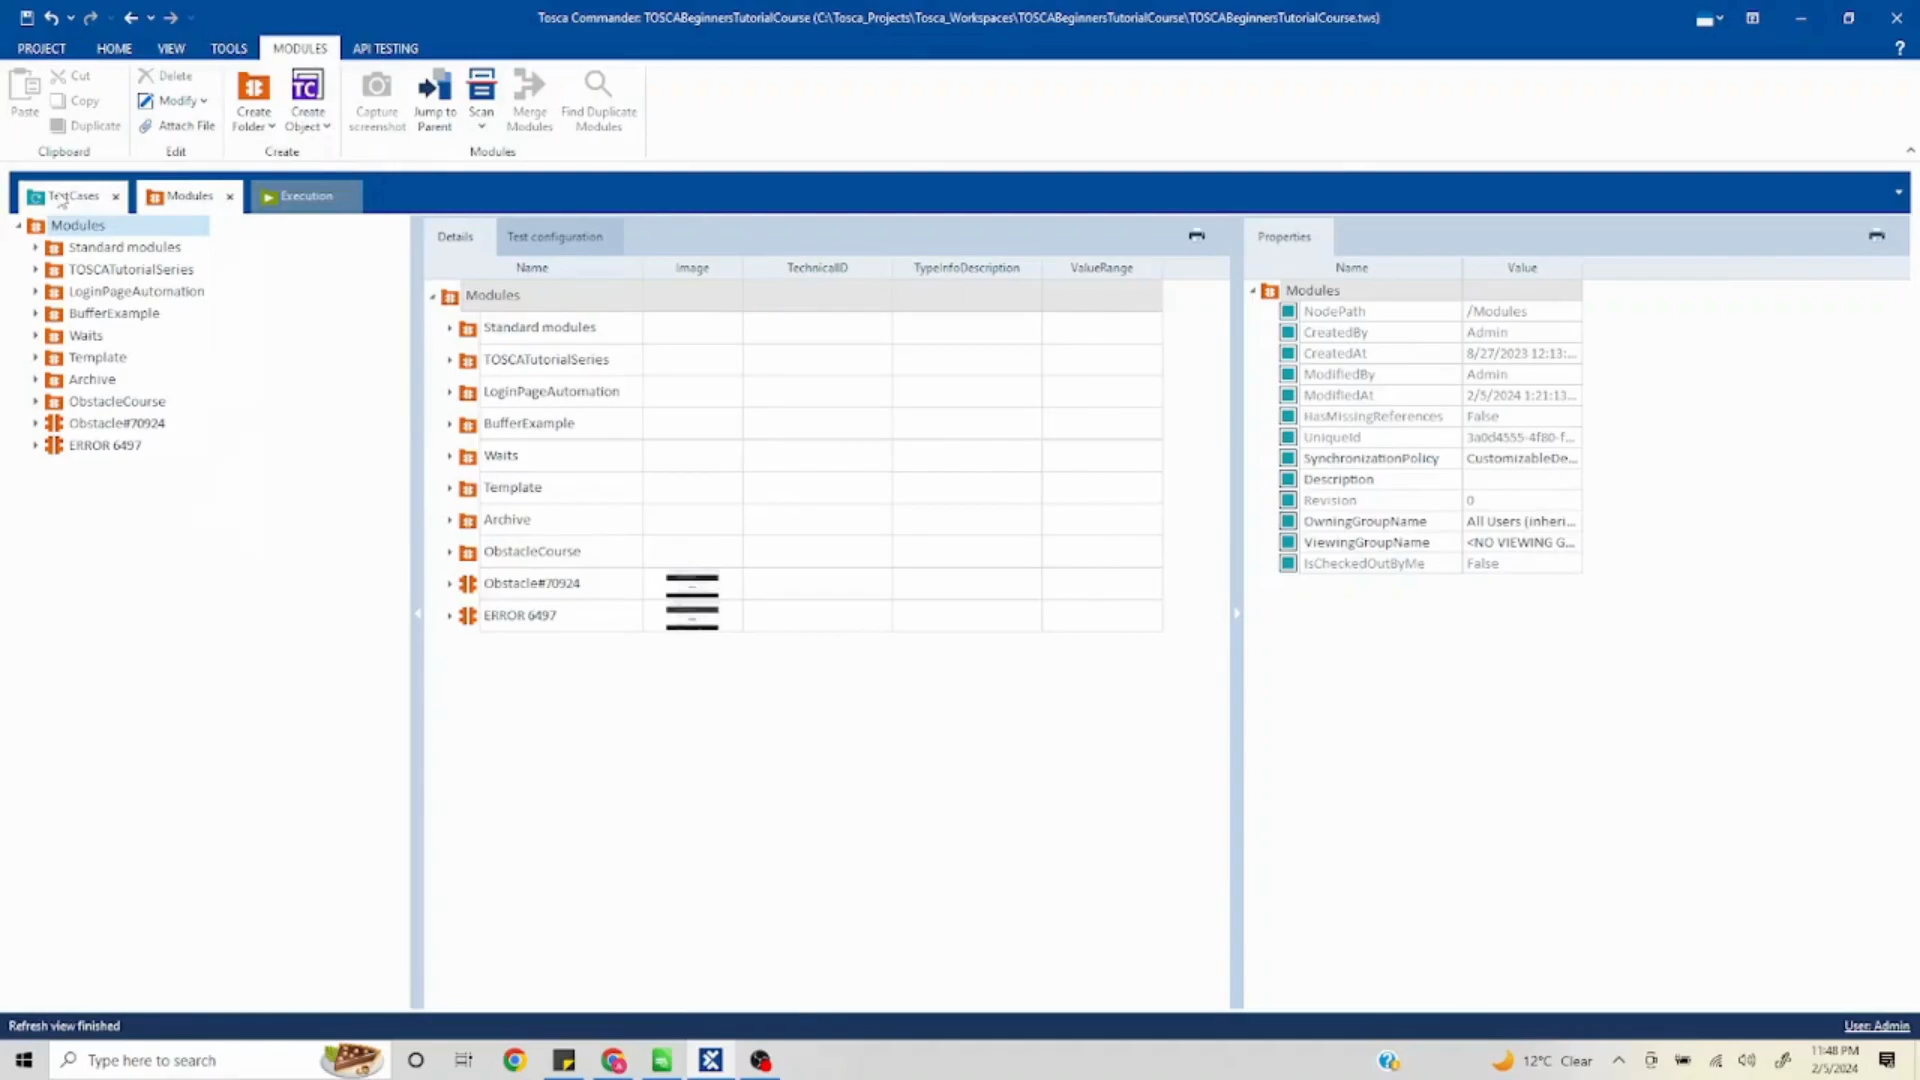 Tosca Commander: TOSCABeginnersTutorialCourse (C:\Tosca_Projects\Tosca_Workspaces\TOSCABeginnersTutorialCourse\TOSCABeginnersTutorialCourse.tws)
PROJECT HOME VIEW TOOLS MODULES API TESTING
Paste Cut Copy Duplicate
Clipboard
Delete Modify Attach File
Edit
Create Folder Create Object
Create
Capture screenshot Jump to Parent Scan Merge Modules Find Duplicate Modules
Modules
TestCases Modules Execution
Modules
Standard modules
TOSCATutorialSeries
LoginPageAutomation
BufferExample
Waits
Template
Archive
ObstacleCourse
Obstacle#70924
ERROR 6497
Details Test configuration
Name Image TechnicalID TypeInfoDescription ValueRange
Modules
Standard modules
TOSCATutorialSeries
LoginPageAutomation
BufferExample
Waits
Template
Archive
ObstacleCourse
Obstacle#70924
ERROR 6497
Properties
Name Value
Modules
NodePath /Modules
CreatedBy Admin
CreatedAt 8/27/2023 12:13:...
ModifiedBy Admin
ModifiedAt 2/5/2024 1:21:13...
HasMissingReferences False
UniqueId 3a0d4555-4f80-f...
SynchronizationPolicy CustomizableDe...
Description
Revision 0
OwningGroupName All Users (inheri...
ViewingGroupName <NO VIEWING G...
IsCheckedOutByMe False
Refresh view finished User: Admin
Type here to search 12°C Clear 11:48 PM
2/5/2024